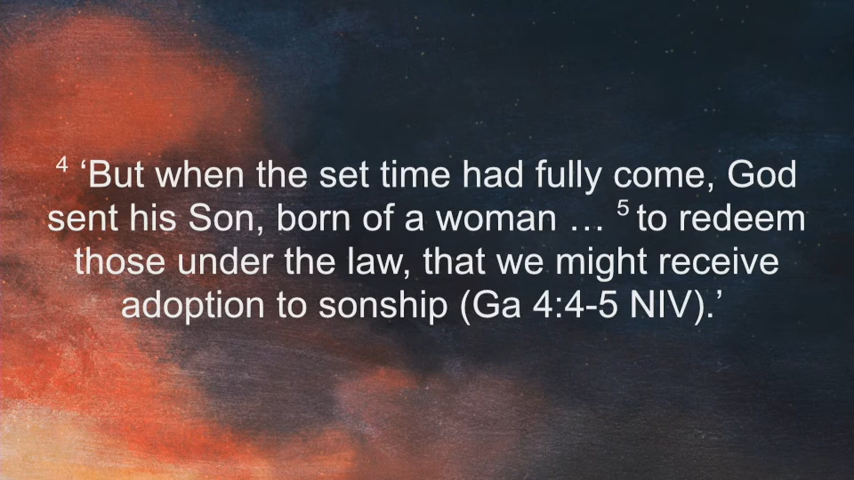 ⁴ ‘But when the set time had fully come, God
sent his Son, born of a woman … ⁵ to redeem
those under the law, that we might receive
adoption to sonship (Ga 4:4-5 NIV).’